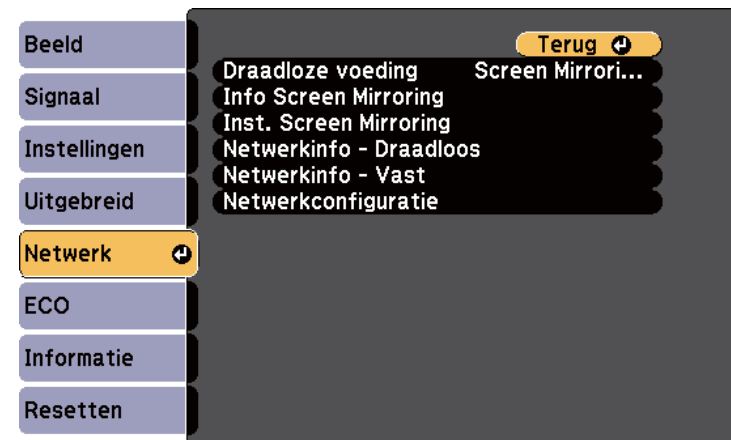 Beeld
Signaal
Instellingen
Uitgebreid
Netwerk
ECO
Informatie
Resetten
Terug
Draadloze voeding Screen Mirrori...
Info Screen Mirroring
Inst. Screen Mirroring
Netwerkinfo - Draadloos
Netwerkinfo - Vast
Netwerkconfiguratie